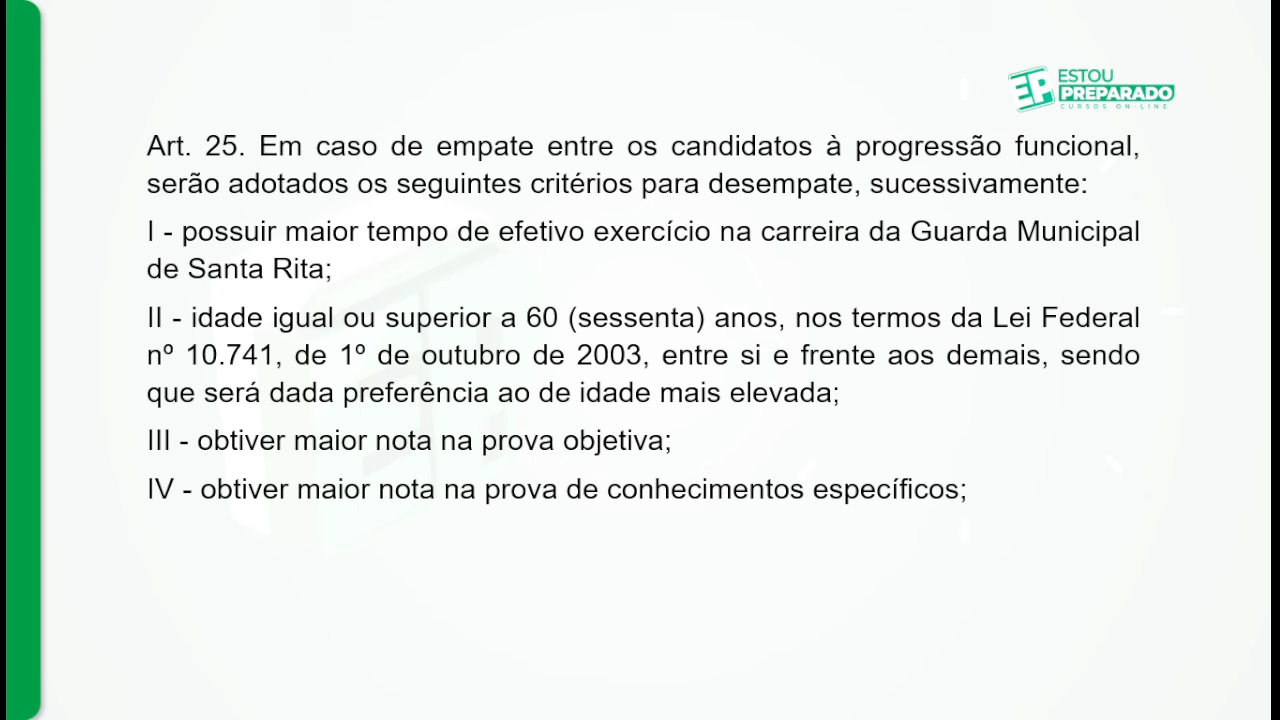 ESTOU
EP PREPARADO
CURSOS ON-LINE
Art. 25. Em caso de empate entre os candidatos à progressão funcional,
serão adotados os seguintes critérios para desempate, sucessivamente:
I - possuir maior tempo de efetivo exercício na carreira da Guarda Municipal
de Santa Rita;
II - idade igual ou superior a 60 (sessenta) anos, nos termos da Lei Federal
nº 10.741, de 1º de outubro de 2003, entre si e frente aos demais, sendo
que será dada preferência ao de idade mais elevada;
III - obtiver maior nota na prova objetiva;
IV - obtiver maior nota na prova de conhecimentos específicos;